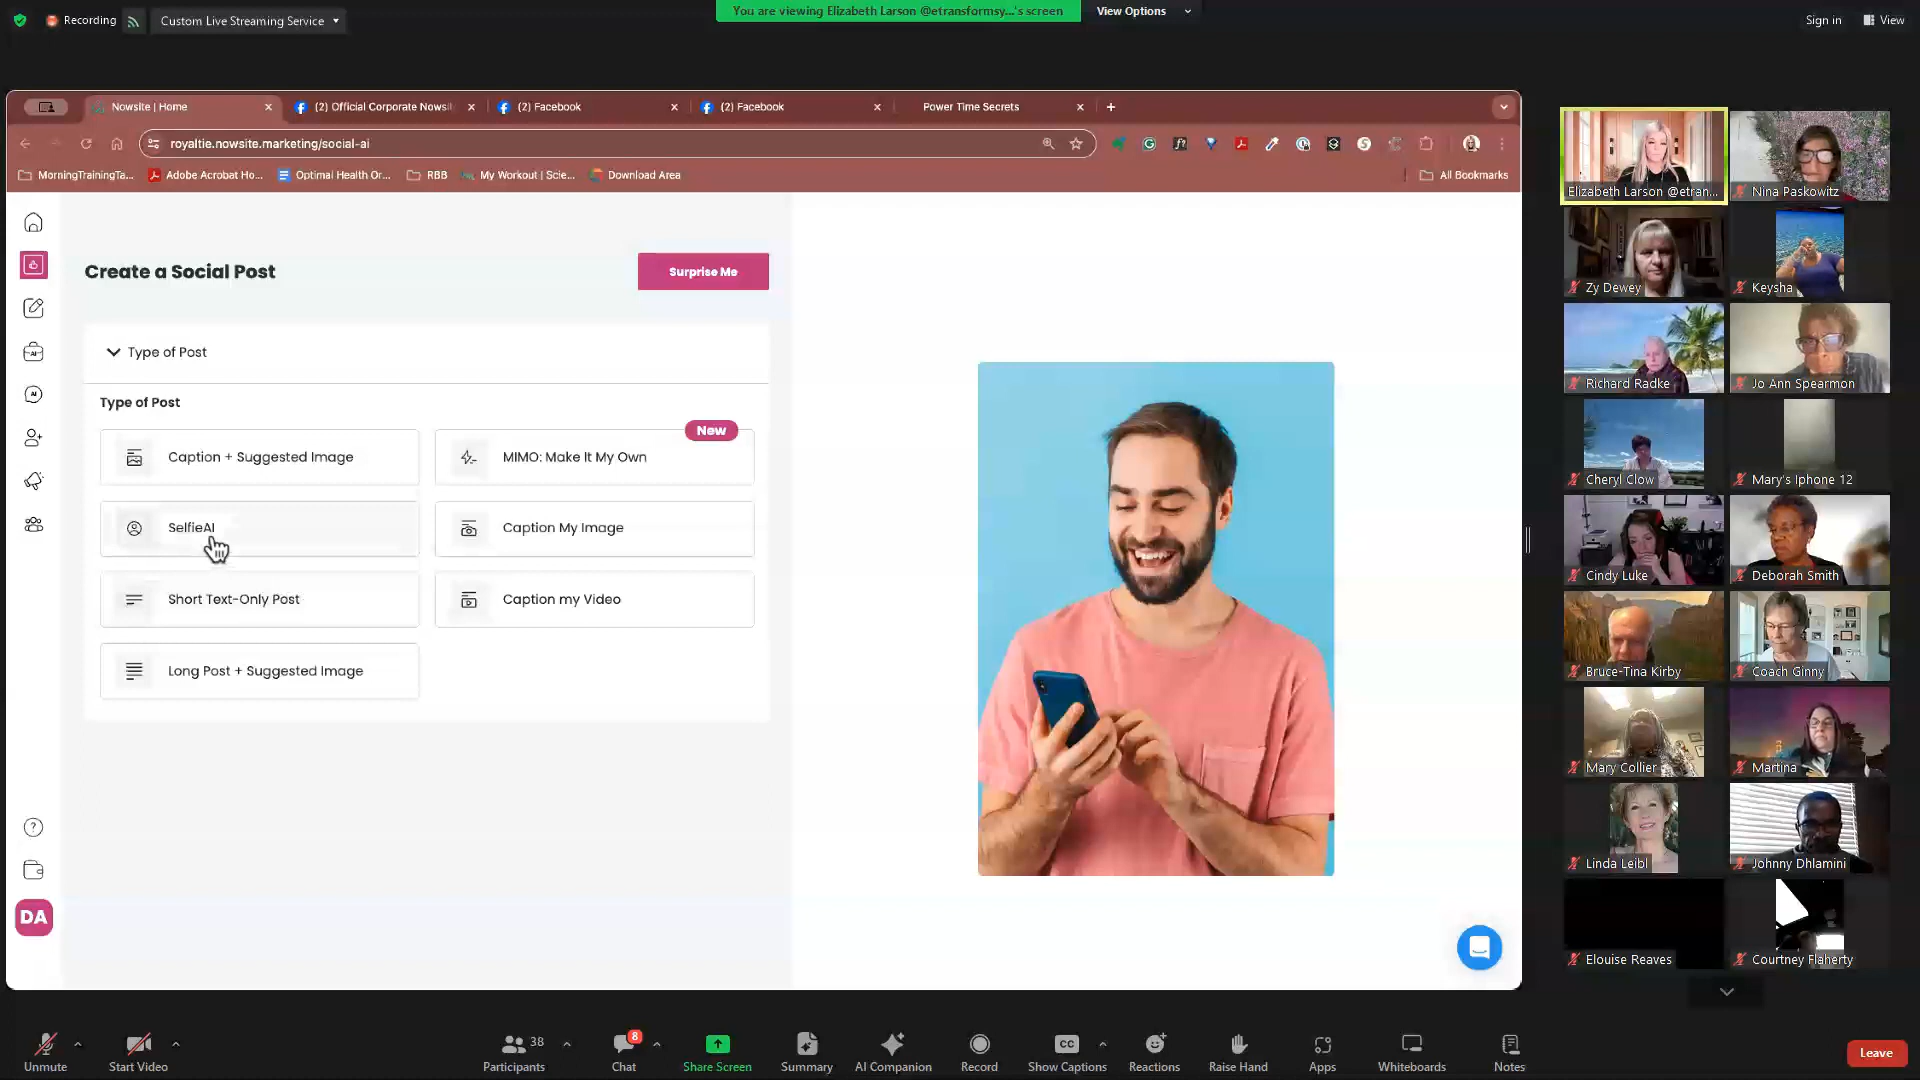 Recording
Custom Live Streaming Service
You are viewing Elizabeth Larson @etransformsy...'s screen
View Options
Sign in
View
Nowsite | Home
(2) Official Corporate Nowsi
(2) Facebook
(2) Facebook
Power Time Secrets
royaltie.nowsite.marketing/social-ai
MorningTrainingTa...
Adobe Acrobat Ho...
Optimal Health Or...
RBB
My Workout | Scie...
Download Area
All Bookmarks
Create a Social Post
Surprise Me
Type of Post
Type of Post
New
Caption + Suggested Image
MIMO: Make It My Own
SelfieAI
Caption My Image
Short Text-Only Post
Caption my Video
Long Post + Suggested Image
DA
Elizabeth Larson @etran...
Nina Paskowitz
Zy Dewey
Keysha
Richard Radke
Jo Ann Spearmon
Cheryl Clow
Mary's Iphone 12
Cindy Luke
Deborah Smith
Bruce-Tina Kirby
Coach Ginny
Mary Collier
Martina
Linda Leibl
Johnny Dhlamini
Elouise Reaves
Courtney Flaherty
Unmute
Start Video
38
Participants
8
Chat
Share Screen
Summary
AI Companion
Record
CC
Show Captions
Reactions
Raise Hand
Apps
Whiteboards
Notes
Leave